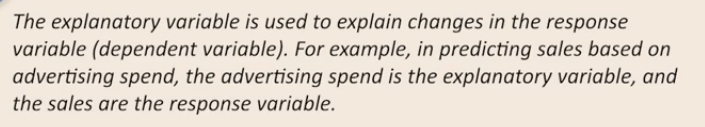 The explanatory variable is used to explain changes in the response
variable (dependent variable). For example, in predicting sales based on
advertising spend, the advertising spend is the explanatory variable, and
the sales are the response variable.